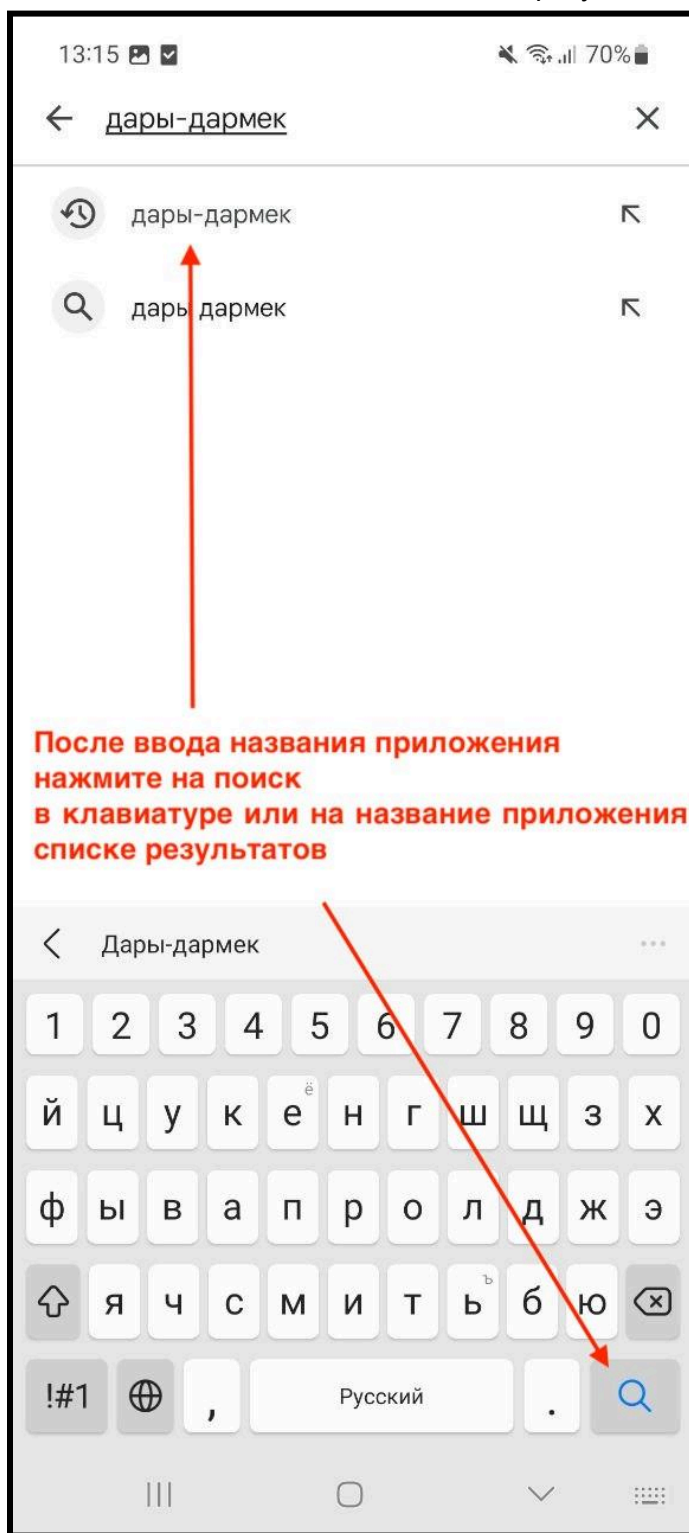 13:15 70%
дары-дармек
дары-дармек
дары дармек
После ввода названия приложения
нажмите на поиск
в клавиатуре или на название приложения
списке результатов
Дары-дармек
1 2 3 4 5 6 7 8 9 0
й ц у к е ё н г ш щ з х
ф ы в а п р о л д ж э
я ч с м и т ь ъ б ю
!#1 , Русский .